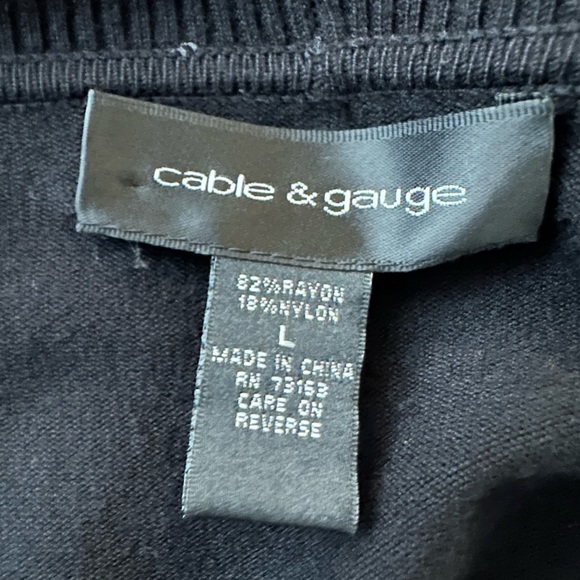 cable & gauge
82%RAYON
18%NYLON
L
MADE IN CHINA
RN 73153
CARE ON
REVERSE